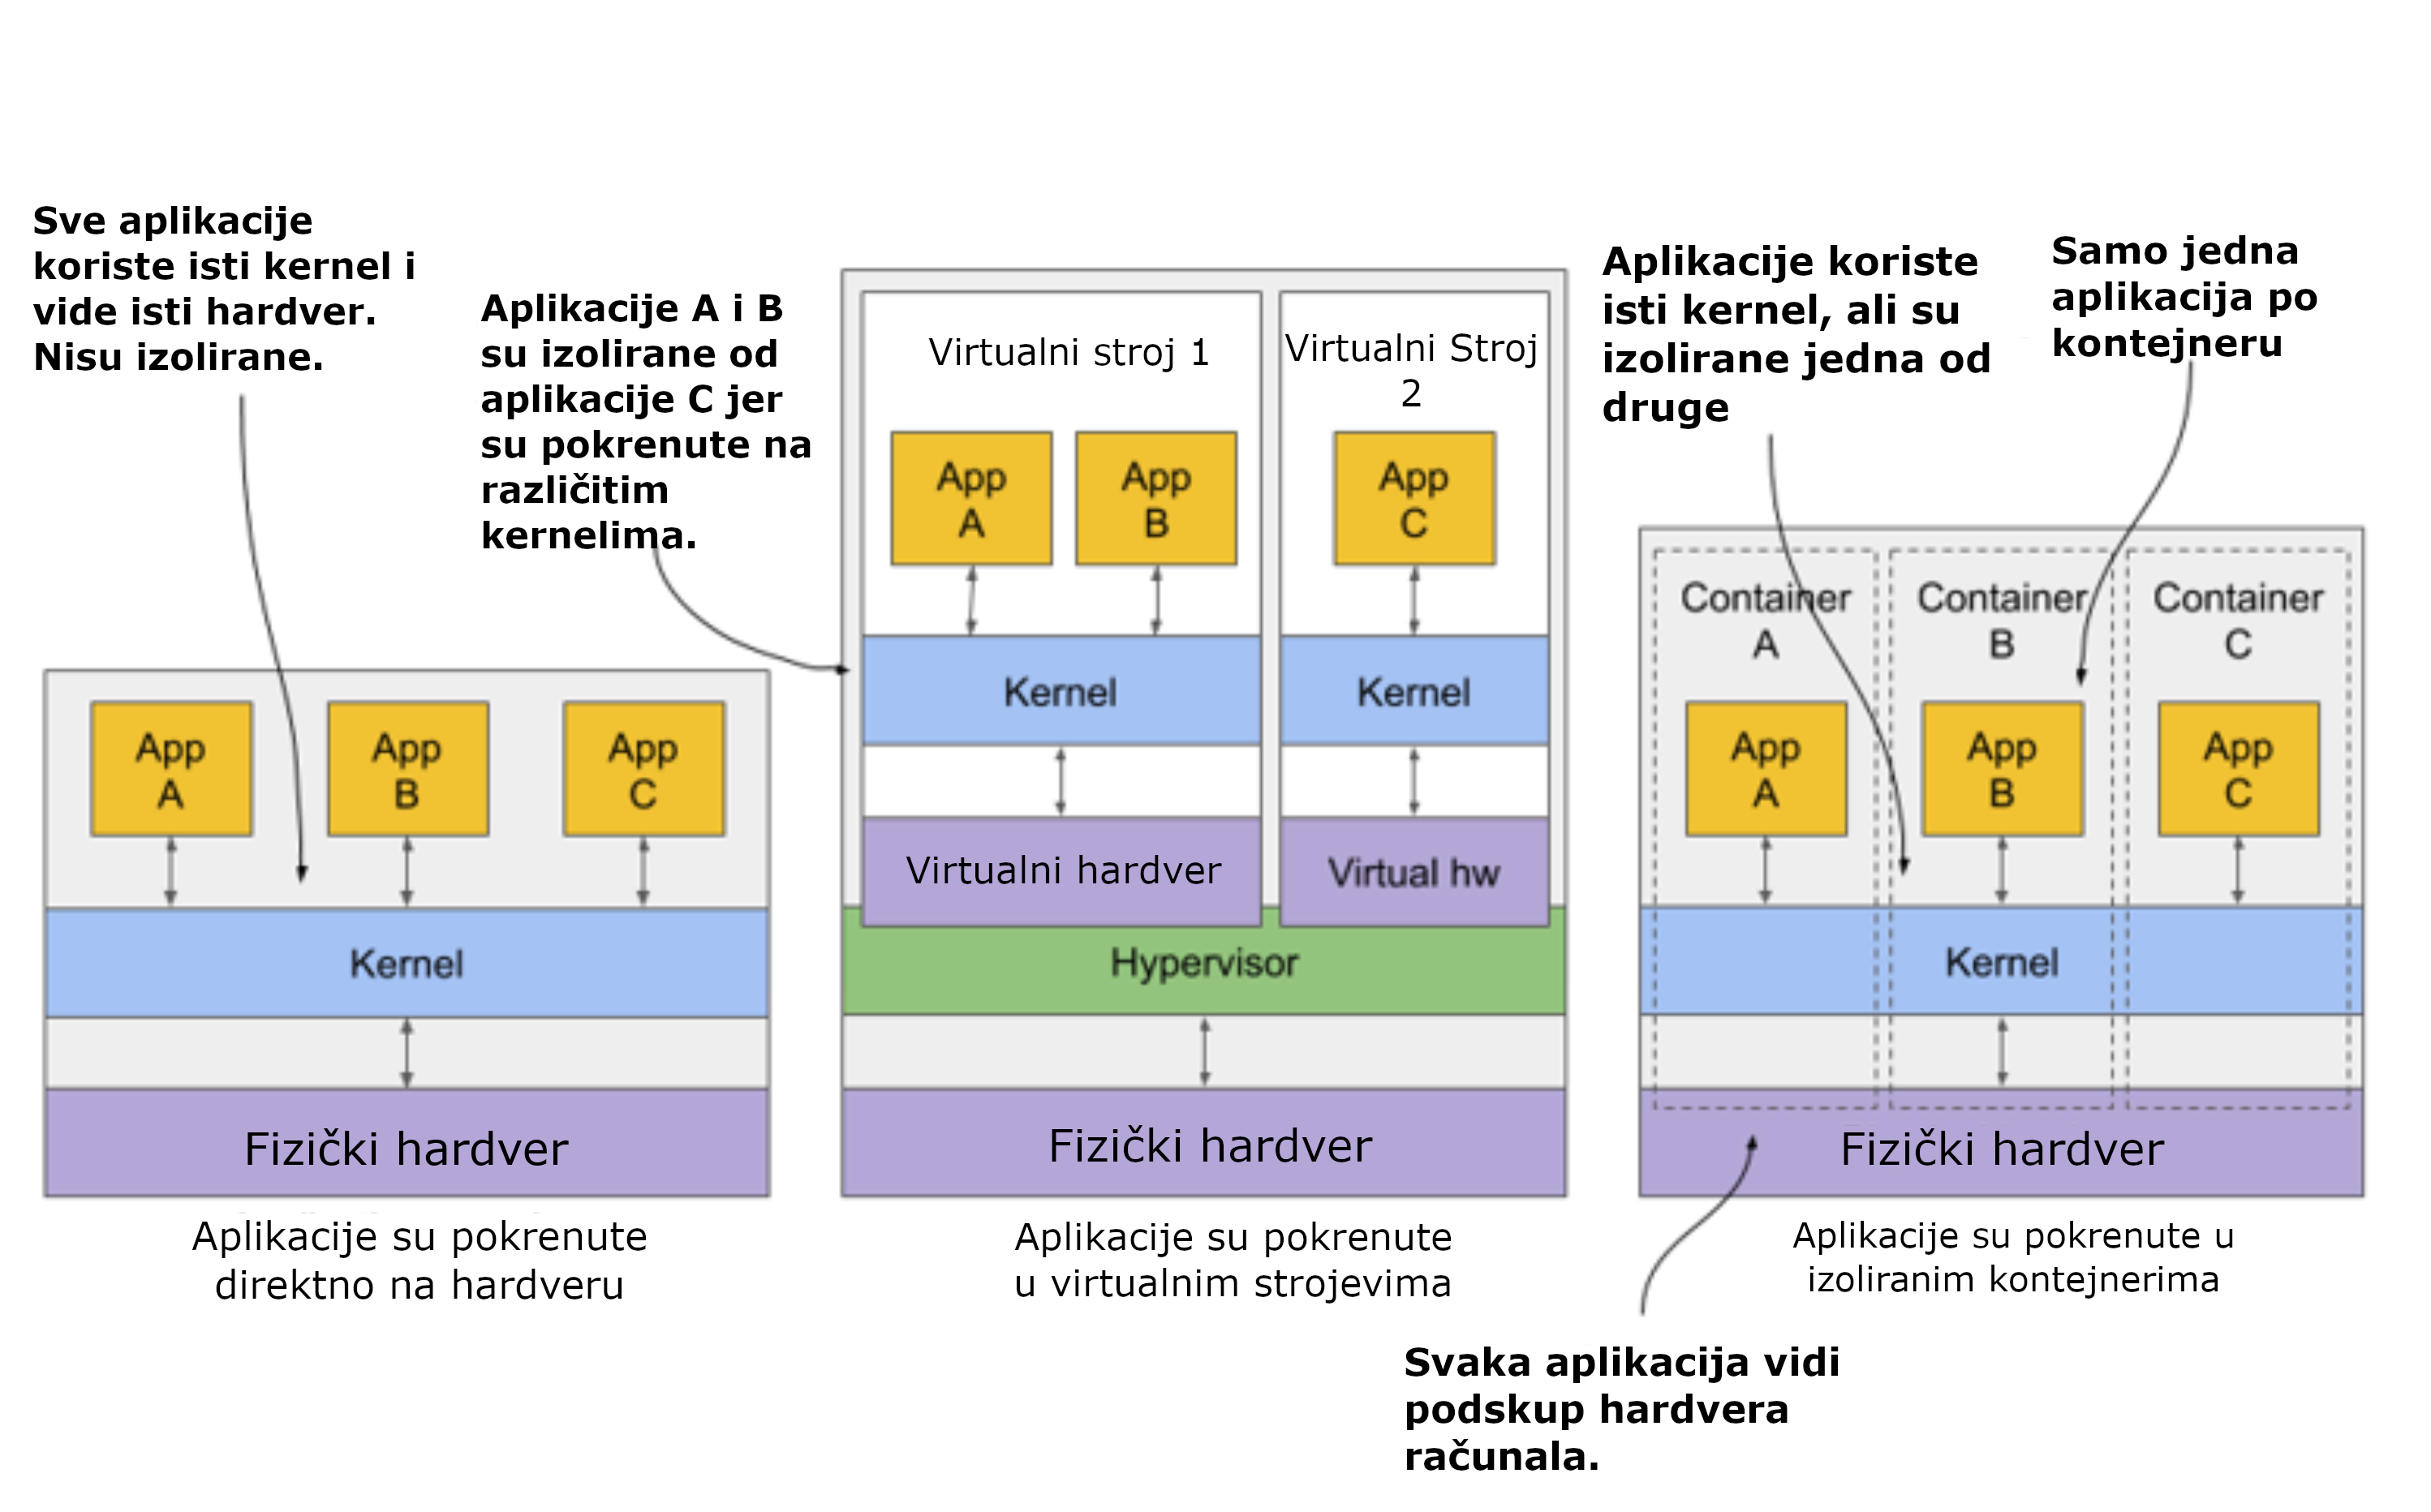 Sve aplikacije
koriste isti kernel i
vide isti hardver.
Nisu izolirane.
App
A
App
B
App
C
Kernel
Fizički hardver
Aplikacije su pokrenute
direktno na hardveru
Aplikacije A i B
su izolirane od
aplikacije C jer
su pokrenute na
različitim
kernelima.
Virtualni stroj 1
App
A
App
B
Kernel
Virtualni hardver
Virtualni Stroj
2
App
C
Kernel
Virtual hw
Hypervisor
Fizički hardver
Aplikacije su pokrenute
u virtualnim strojevima
Aplikacije koriste
isti kernel, ali su
izolirane jedna od
druge
Samo jedna
aplikacija po
kontejneru
Container
A
App
A
Container
B
App
B
Container
C
App
C
Kernel
Fizički hardver
Aplikacije su pokrenute u
izoliranim kontejnerima
Svaka aplikacija vidi
podskup hardvera
računala.